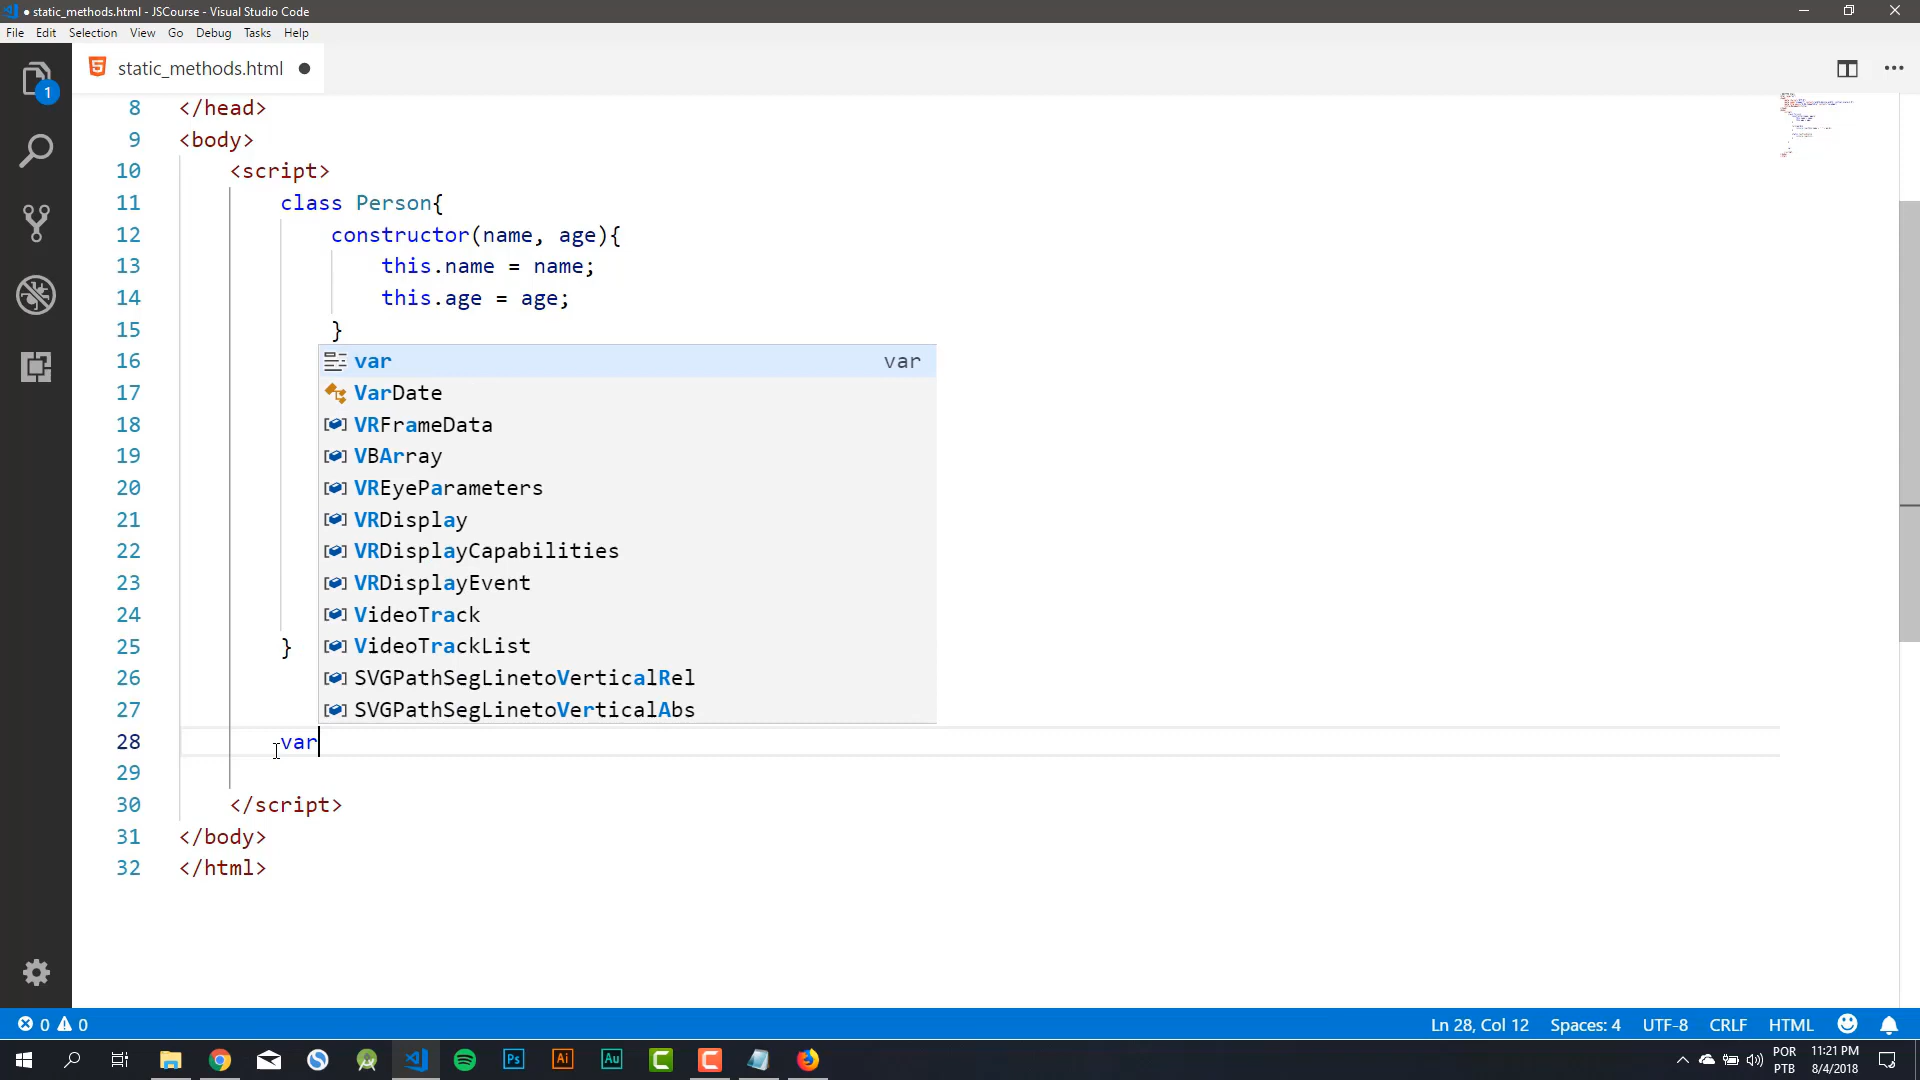 static_methods.html - JSCourse - Visual Studio Code
File Edit Selection View Go Debug Tasks Help
1
static_methods.html
8 </head>
9 <body>
10 <script>
11 class Person{
12 constructor(name, age){
13 this.name = name;
14 this.age = age;
15 }
16 var var
17 VarDate
18 VRFrameData
19 VBArray
20 VREyeParameters
21 VRDisplay
22 VRDisplayCapabilities
23 VRDisplayEvent
24 VideoTrack
25 } VideoTrackList
26 SVGPathSegLinetoVerticalRel
27 SVGPathSegLinetoVerticalAbs
28 var
29
30 </script>
31 </body>
32 </html>
0 0 Ln 28, Col 12 Spaces: 4 UTF-8 CRLF HTML
Ps Ai Au POR 11:21 PM
PTB 8/4/2018